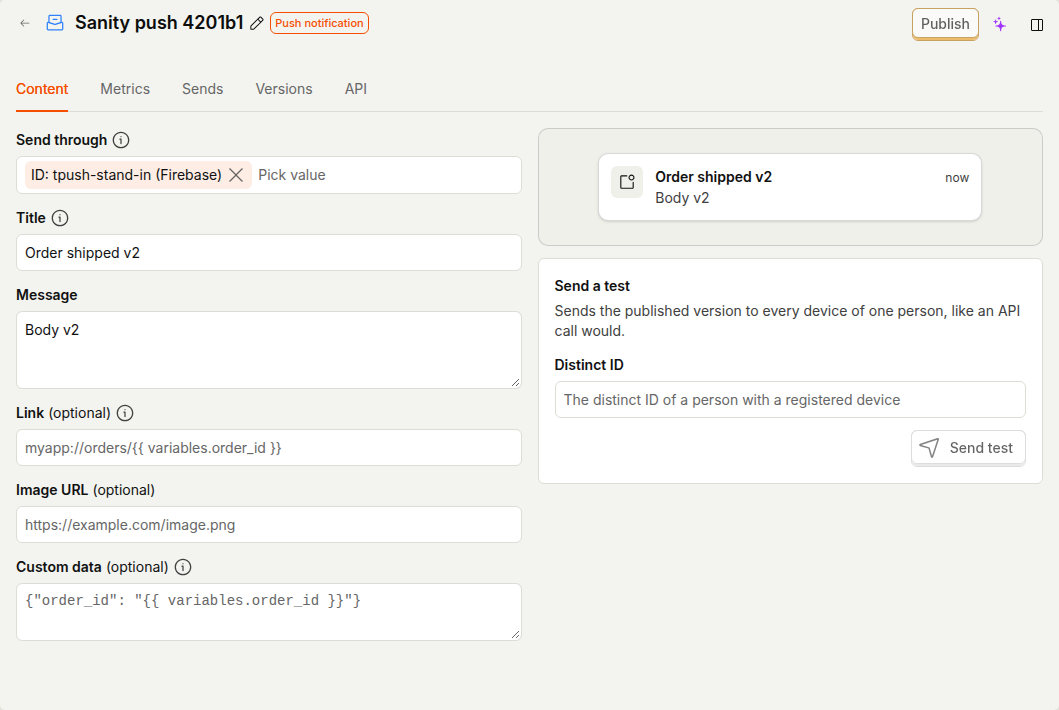 Sanity push 4201b1
Push notification
Publish
Content
Metrics
Sends
Versions
API
Send through
ID: tpush-stand-in (Firebase)
Pick value
Title
Order shipped v2
Message
Body v2
Link (optional)
myapp://orders/{{ variables.order_id }}
Image URL (optional)
https://example.com/image.png
Custom data (optional)
{"order_id": "{{ variables.order_id }}"}
Order shipped v2
now
Body v2
Send a test
Sends the published version to every device of one person, like an API
call would.
Distinct ID
The distinct ID of a person with a registered device
Send test